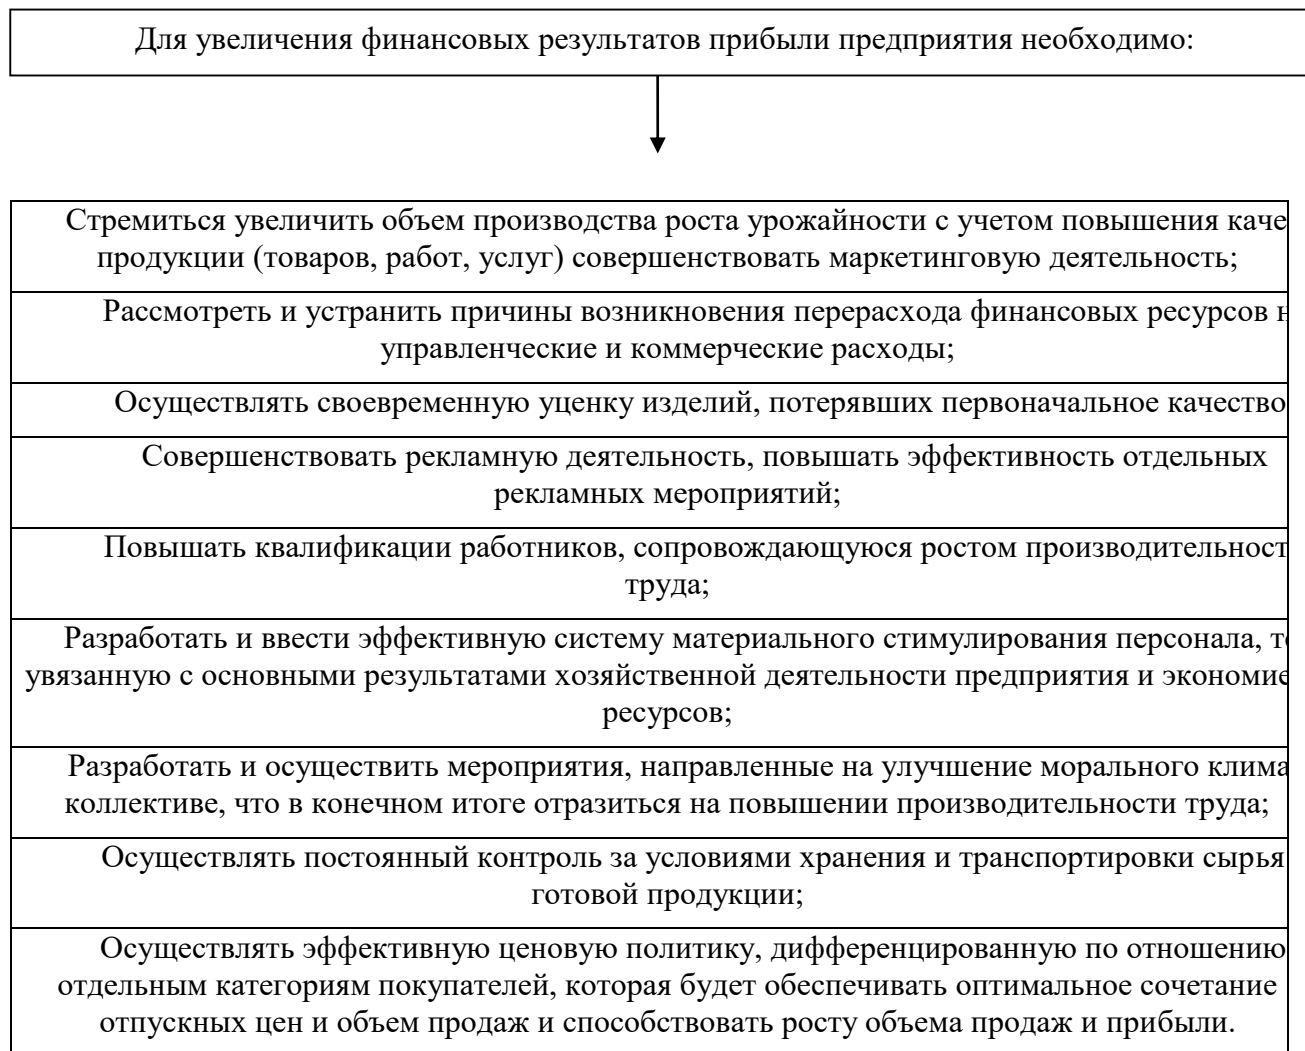 Для увеличения финансовых результатов прибыли предприятия необходимо:
Стремиться увеличить объем производства роста урожайности с учетом повышения каче
продукции (товаров, работ, услуг) совершенствовать маркетинговую деятельность;
Рассмотреть и устранить причины возникновения перерасхода финансовых ресурсов н
управленческие и коммерческие расходы;
Осуществлять своевременную уценку изделий, потерявших первоначальное качество
Совершенствовать рекламную деятельность, повышать эффективность отдельных
рекламных мероприятий;
Повышать квалификации работников, сопровождающуюся ростом производительност
труда;
Разработать и ввести эффективную систему материального стимулирования персонала, т
увязанную с основными результатами хозяйственной деятельности предприятия и экономие
ресурсов;
Разработать и осуществить мероприятия, направленные на улучшение морального клима
коллективе, что в конечном итоге отразиться на повышении производительности труда;
Осуществлять постоянный контроль за условиями хранения и транспортировки сырья
готовой продукции;
Осуществлять эффективную ценовую политику, дифференцированную по отношению
отдельным категориям покупателей, которая будет обеспечивать оптимальное сочетание
отпускных цен и объем продаж и способствовать росту объема продаж и прибыли.